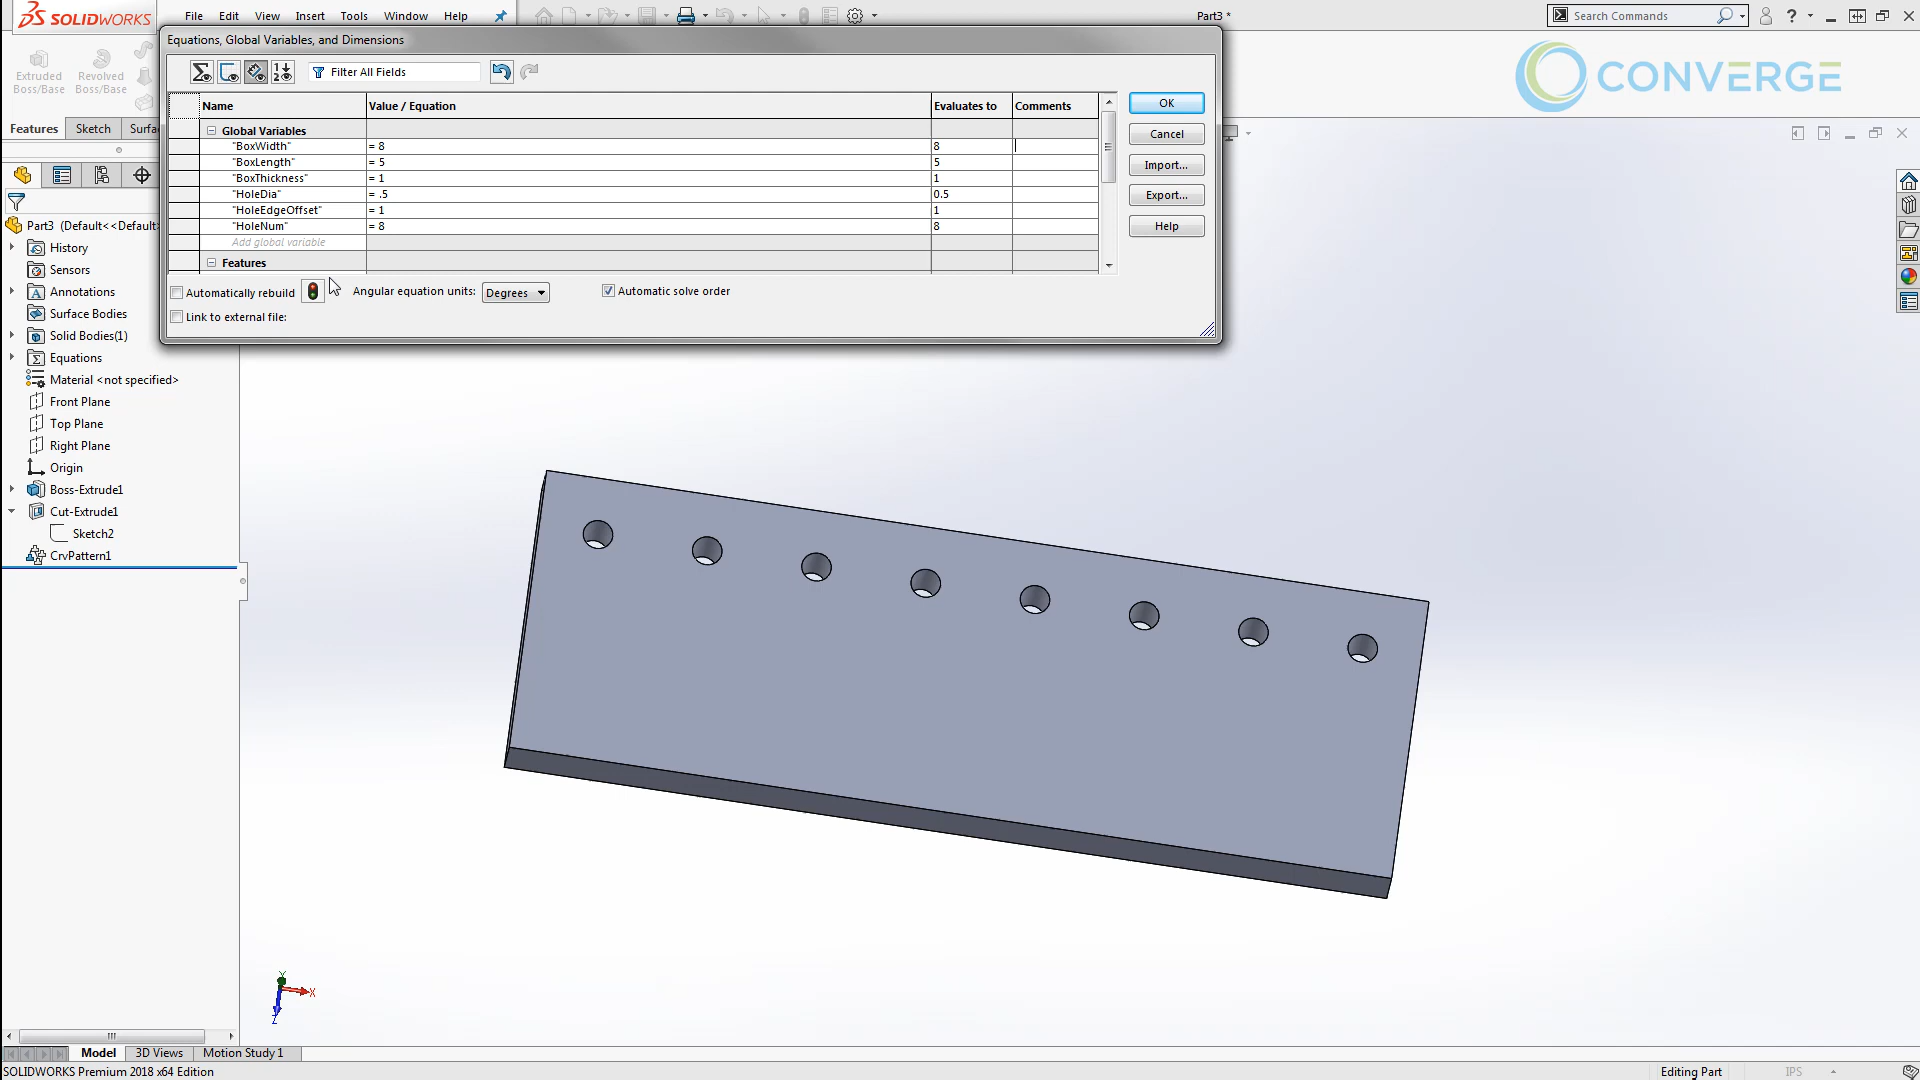 SOLIDWORKS File Edit View Insert Tools Window Help Part3 * Search Commands ?
Equations, Global Variables, and Dimensions
Filter All Fields
Name Value / Equation Evaluates to Comments
Global Variables
"BoxWidth" = 8 8
"BoxLength" = 5 5
"BoxThickness" = 1 1
"HoleDia" = .5 0.5
"HoleEdgeOffset" = 1 1
"HoleNum" = 8 8
Add global variable
Features
Automatically rebuild Angular equation units: Degrees Automatic solve order
Link to external file:
OK
Cancel
Import...
Export...
Help
CONVERGE
Extruded Boss/Base
Revolved Boss/Base
Features Sketch Surfa
Part3 (Default<<Default>
History
Sensors
Annotations
Surface Bodies
Solid Bodies(1)
Equations
Material <not specified>
Front Plane
Top Plane
Right Plane
Origin
Boss-Extrude1
Cut-Extrude1
Sketch2
CrvPattern1
Y
X
Z
Model 3D Views Motion Study 1
SOLIDWORKS Premium 2018 x64 Edition Editing Part IPS